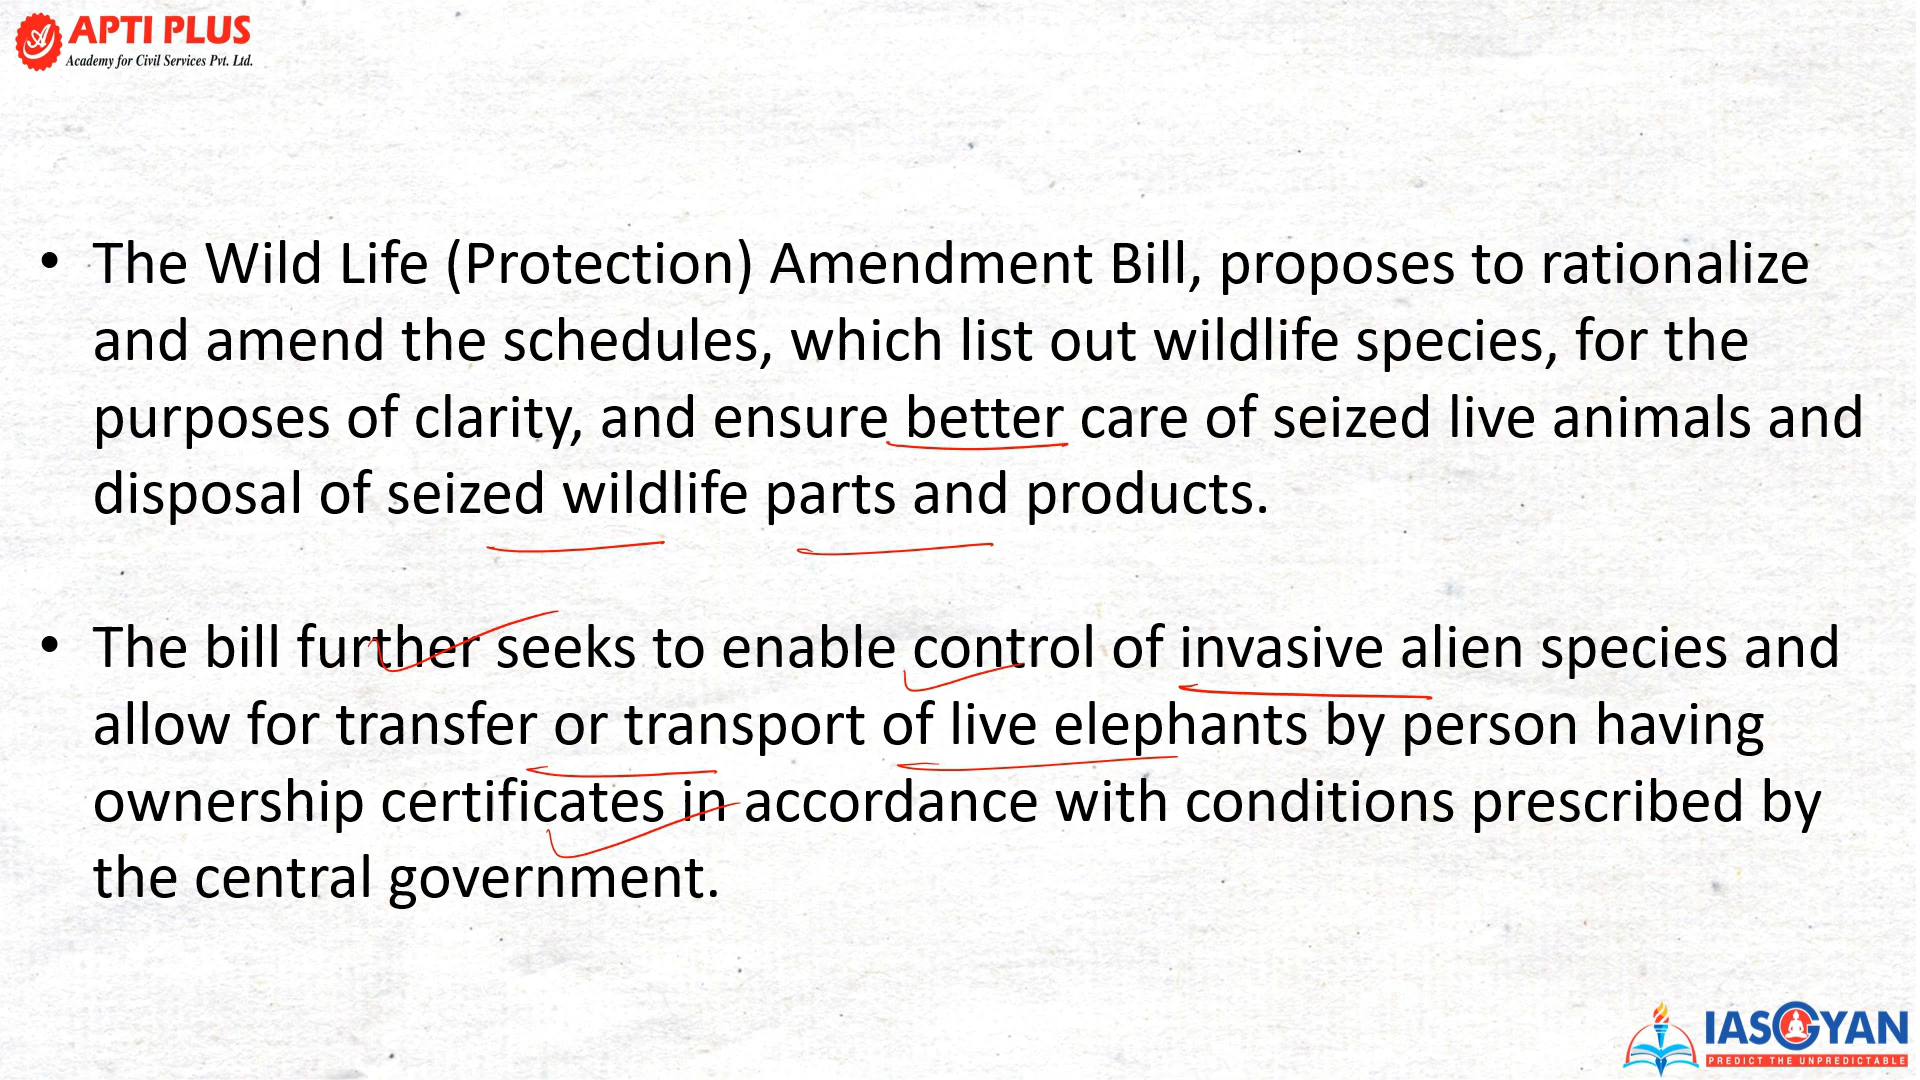 APTI PLUS
Academy for Civil Services Pvt. Ltd.
• The Wild Life (Protection) Amendment Bill, proposes to rationalize
and amend the schedules, which list out wildlife species, for the
purposes of clarity, and ensure better care of seized live animals and
disposal of seized wildlife parts and products.
• The bill further seeks to enable control of invasive alien species and
allow for transfer or transport of live elephants by person having
ownership certificates in accordance with conditions prescribed by
the central government.
IASGYAN
PREDICT THE UNPREDICTABLE